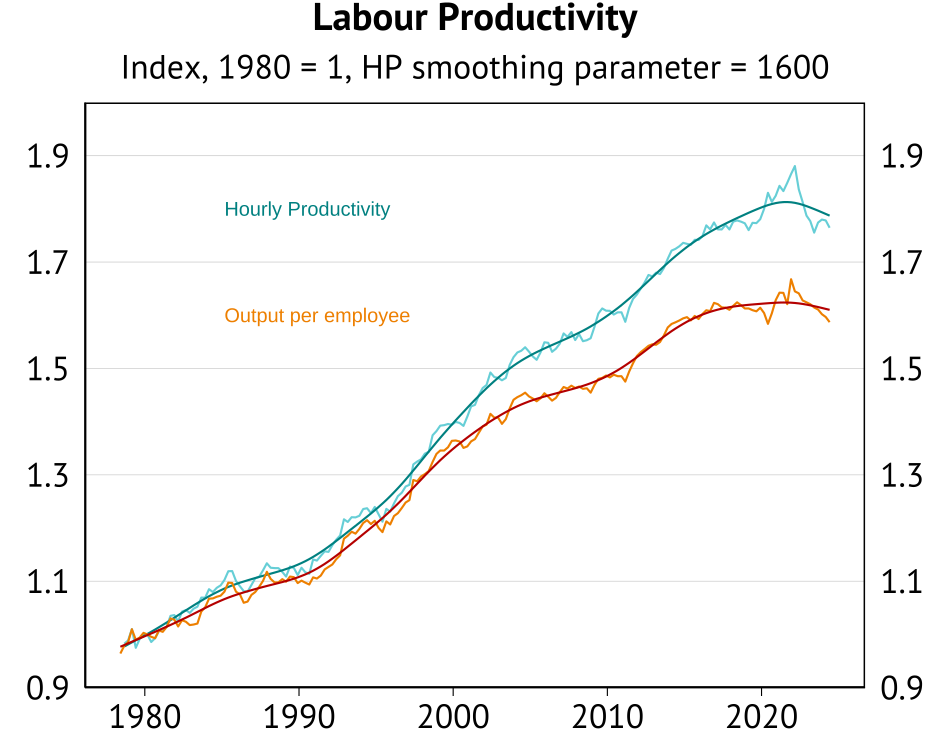 Labour Productivity
Index, 1980 = 1, HP smoothing parameter = 1600
1.9 1.9
Hourly Productivity
1.7 1.7
Output per employee
1.5 1.5
1.3 1.3
1.1 1.1
0.9 0.9
1980 1990 2000 2010 2020